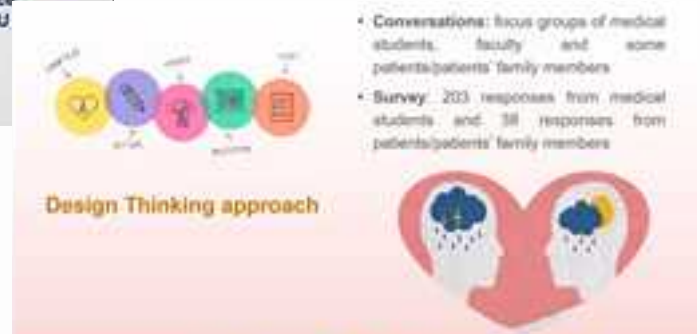 U
• Conversations: focus groups of medical
students, faculty and some
patients/patients' family members
• Survey: 203 responses from medical
students and 58 responses from
patients/patients' family members
Design Thinking approach